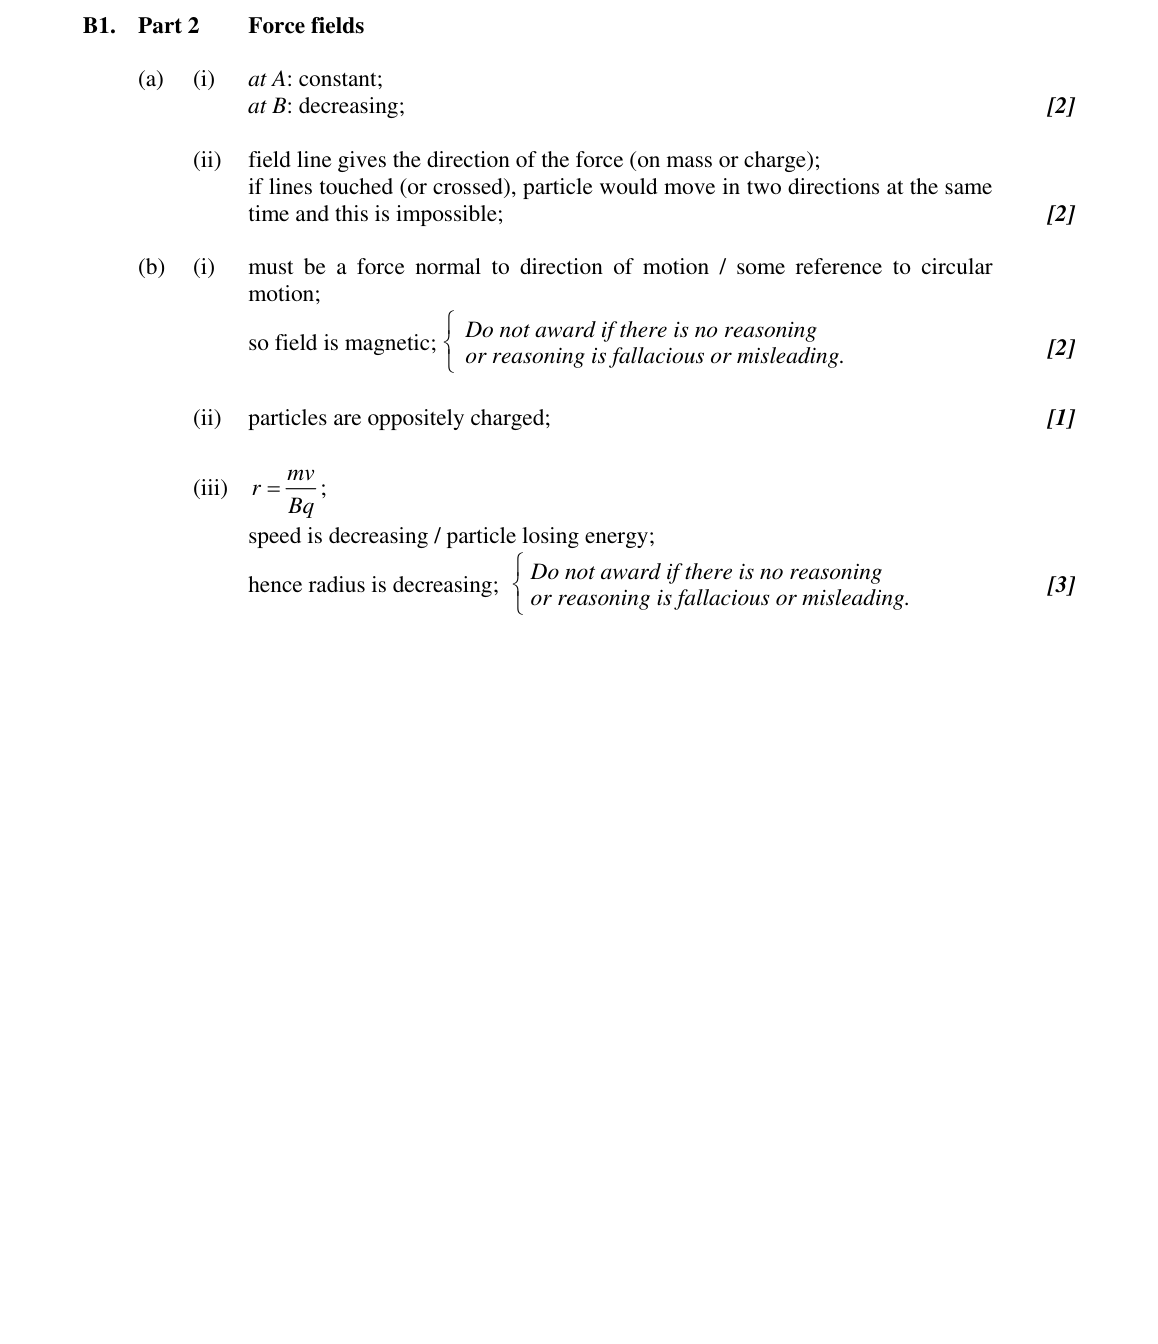 B1. Part 2 Force fields
(a) (i) at A: constant;
at B: decreasing; [2]
(ii) field line gives the direction of the force (on mass or charge);
if lines touched (or crossed), particle would move in two directions at the same
time and this is impossible; [2]
(b) (i) must be a force normal to direction of motion / some reference to circular
motion;
so field is magnetic; { Do not award if there is no reasoning
or reasoning is fallacious or misleading. [2]
(ii) particles are oppositely charged; [1]
(iii) r = mv/Bq ;
speed is decreasing / particle losing energy;
hence radius is decreasing; { Do not award if there is no reasoning
or reasoning is fallacious or misleading. [3]